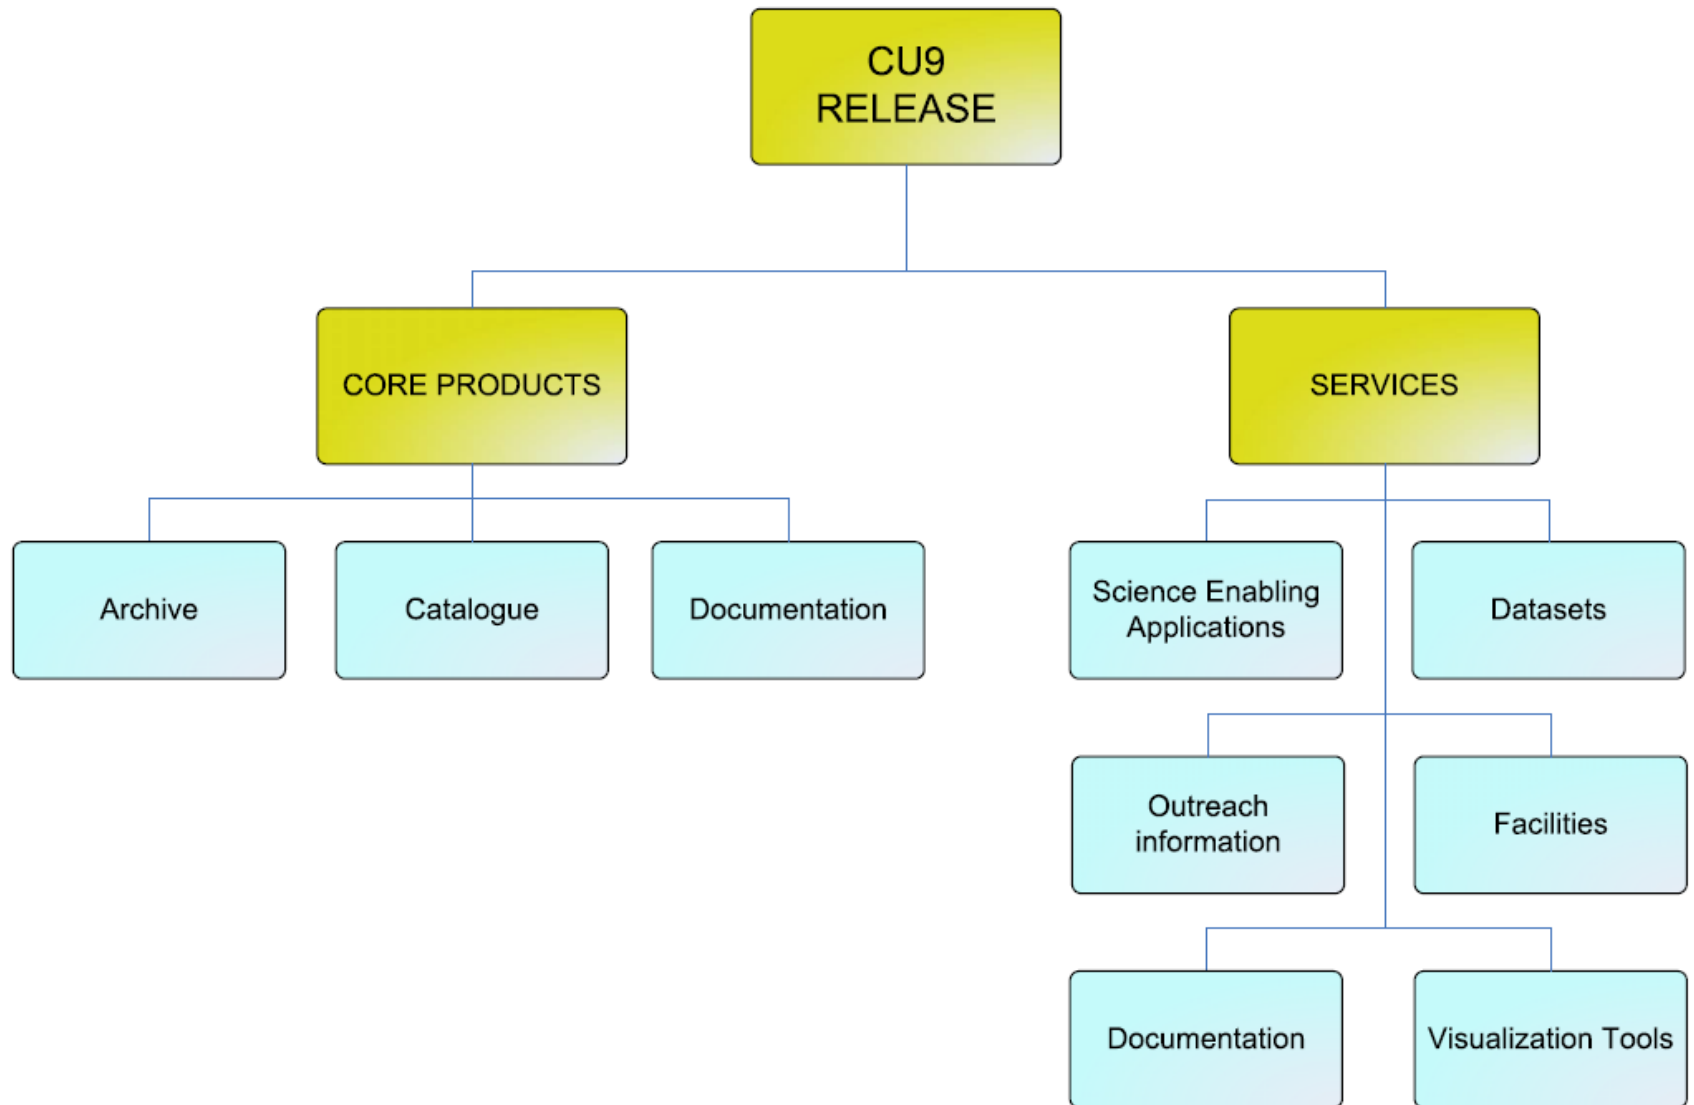 CU9
RELEASE
CORE PRODUCTS
SERVICES
Archive
Catalogue
Documentation
Science Enabling
Applications
Datasets
Outreach
information
Facilities
Documentation
Visualization Tools